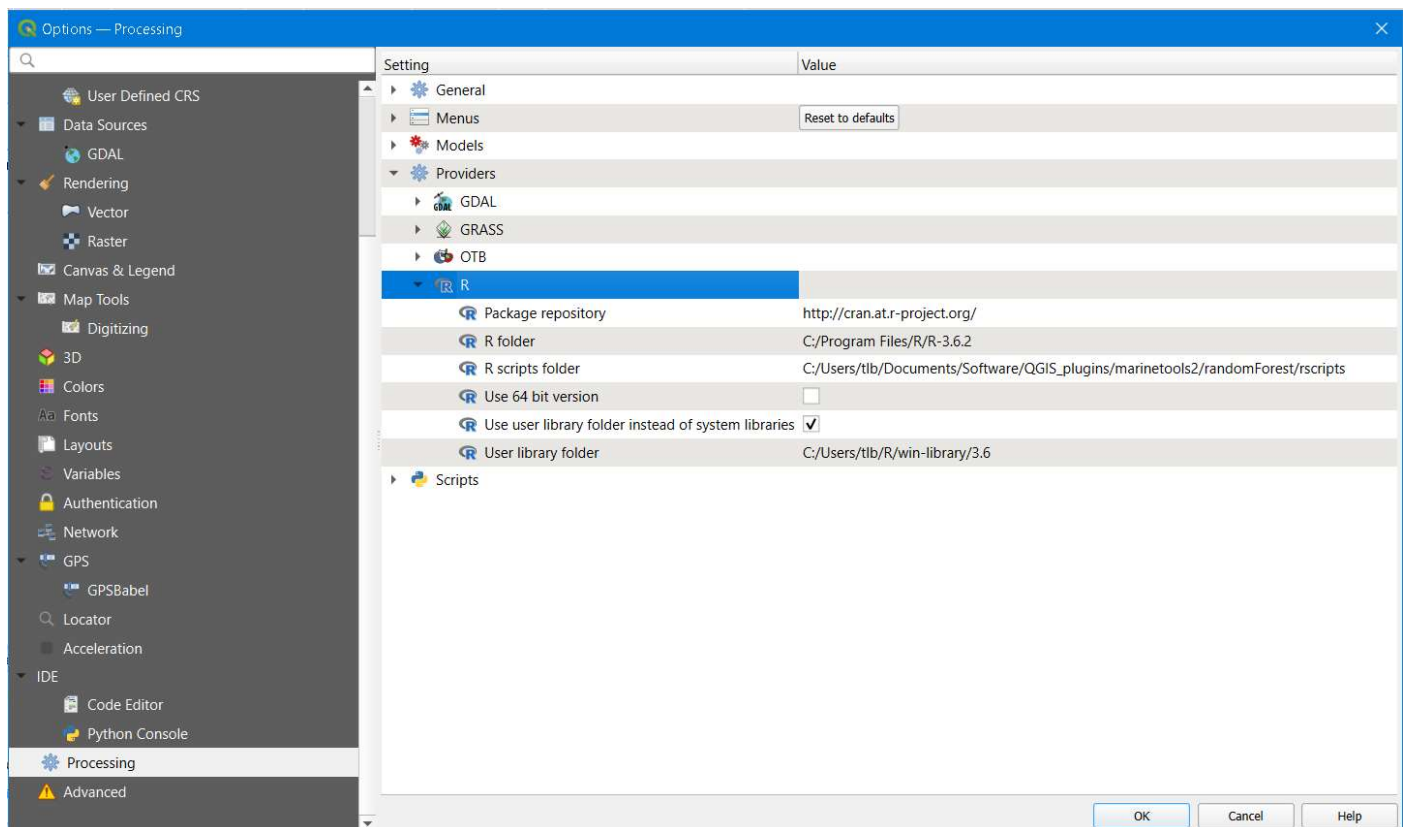 Options — Processing
User Defined CRS
Data Sources
GDAL
Rendering
Vector
Raster
Canvas & Legend
Map Tools
Digitizing
3D
Colors
Aa Fonts
Layouts
Variables
Authentication
Network
GPS
GPSBabel
Locator
Acceleration
IDE
Code Editor
Python Console
Processing
Advanced
Setting Value
General
Menus Reset to defaults
Models
Providers
GDAL GDAL
GRASS
OTB
R R
R Package repository http://cran.at.r-project.org/
R R folder C:/Program Files/R/R-3.6.2
R R scripts folder C:/Users/tlb/Documents/Software/QGIS_plugins/marinetools2/randomForest/rscripts
R Use 64 bit version
R Use user library folder instead of system libraries
R User library folder C:/Users/tlb/R/win-library/3.6
Scripts
OK Cancel Help